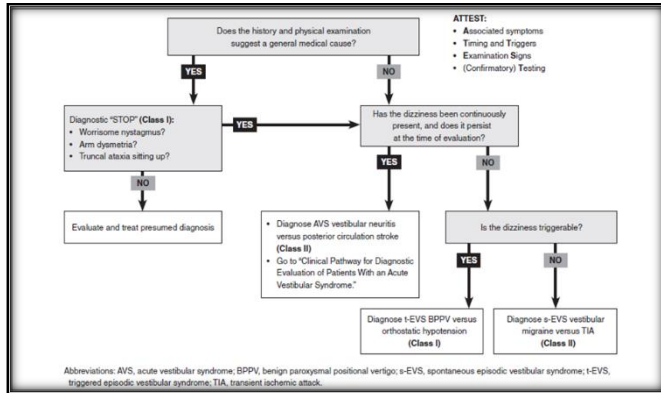 Does the history and physical examination
suggest a general medical cause?
ATTEST:
• Associated symptoms
• Timing and Triggers
• Examination Signs
• (Confirmatory) Testing
YES
NO
Diagnostic "STOP" (Class I):
• Worrisome nystagmus?
• Arm dysmetria?
• Truncal ataxia sitting up?
YES
Has the dizziness been continuously
present, and does it persist
at the time of evaluation?
NO
YES
NO
Evaluate and treat presumed diagnosis
• Diagnose AVS vestibular neuritis
versus posterior circulation stroke
(Class II)
• Go to "Clinical Pathway for Diagnostic
Evaluation of Patients With an Acute
Vestibular Syndrome."
Is the dizziness triggerable?
YES
NO
Diagnose t-EVS BPPV versus
orthostatic hypotension
(Class I)
Diagnose s-EVS vestibular
migraine versus TIA
(Class II)
Abbreviations: AVS, acute vestibular syndrome; BPPV, benign paroxysmal positional vertigo; s-EVS, spontaneous episodic vestibular syndrome; t-EVS,
triggered episodic vestibular syndrome; TIA, transient ischemic attack.